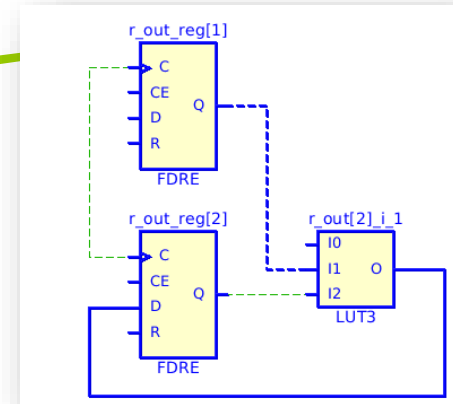 r_out_reg[1]
C
CE
D
R
Q
FDRE
r_out_reg[2]
C
CE
D
R
Q
FDRE
r_out[2]_i_1
I0
I1
I2
O
LUT3